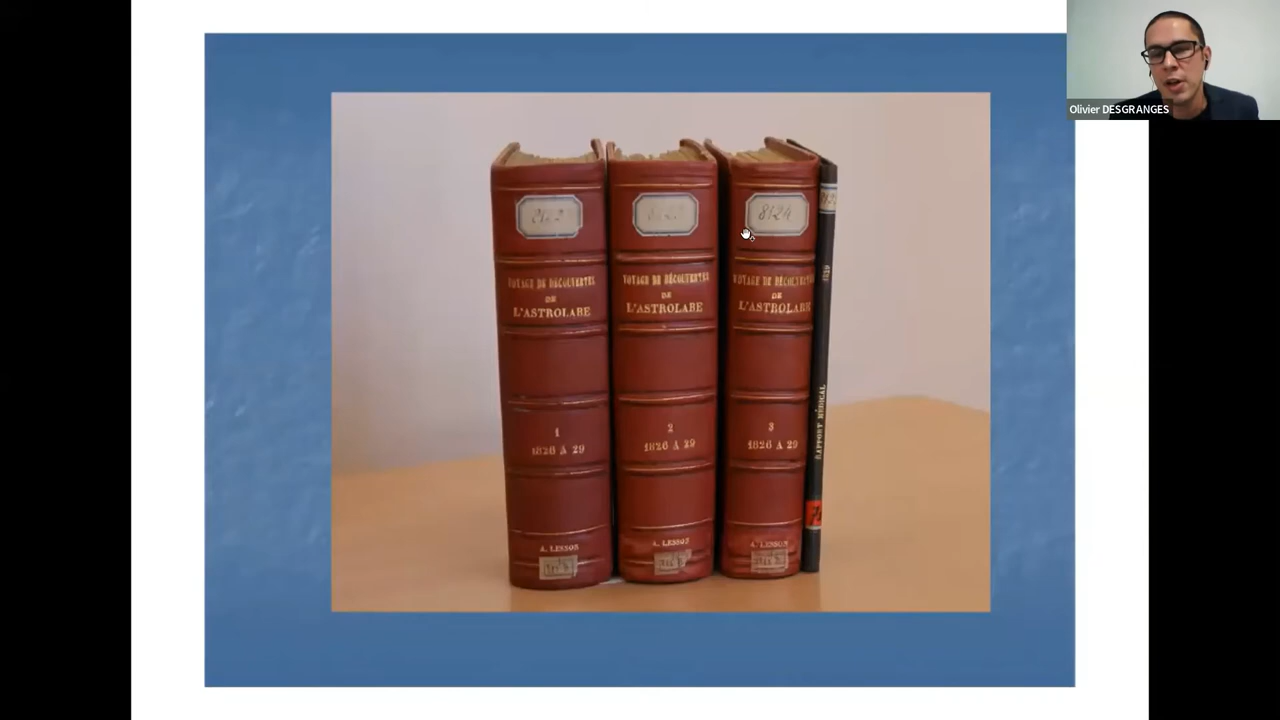 Olivier DESGRANGES
8124
VOYAGE DE DÉCOUVERTES
DE
L'ASTROLABE
1
1826 À 29
A. LESSON
VOYAGE DE DÉCOUVERTES
DE
L'ASTROLABE
2
1826 A 29
A. LESSON
VOYAGE DE DÉCOUVERTES
DE
L'ASTROLABE
3
1826 A 29
A. LESSON
1829
RAPPORT MÉDICAL